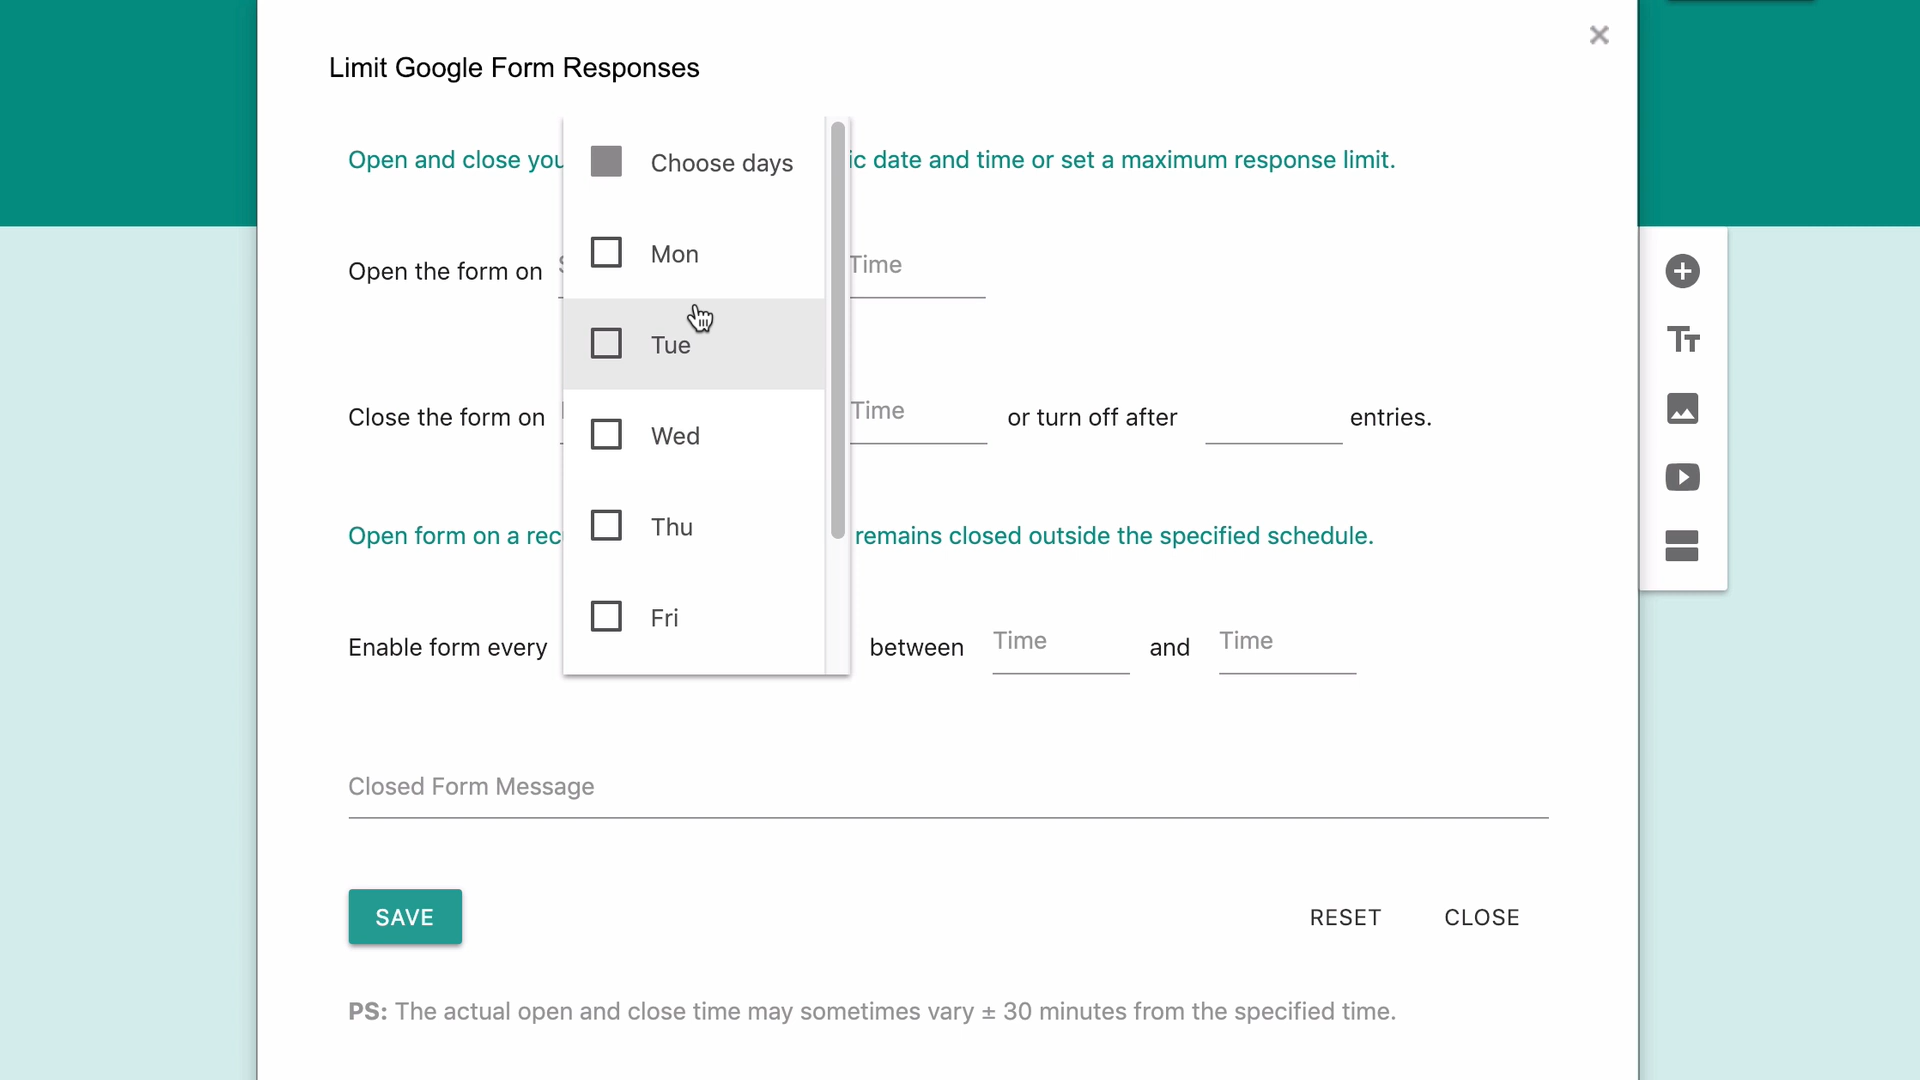 Limit Google Form Responses
Open and close you ic date and time or set a maximum response limit.
Choose days
Mon
Open the form on Time
Tue
Close the form on Time or turn off after entries.
Wed
Thu
Open form on a rec remains closed outside the specified schedule.
Fri
Enable form every between Time and Time
Closed Form Message
SAVE RESET CLOSE
PS: The actual open and close time may sometimes vary ± 30 minutes from the specified time.